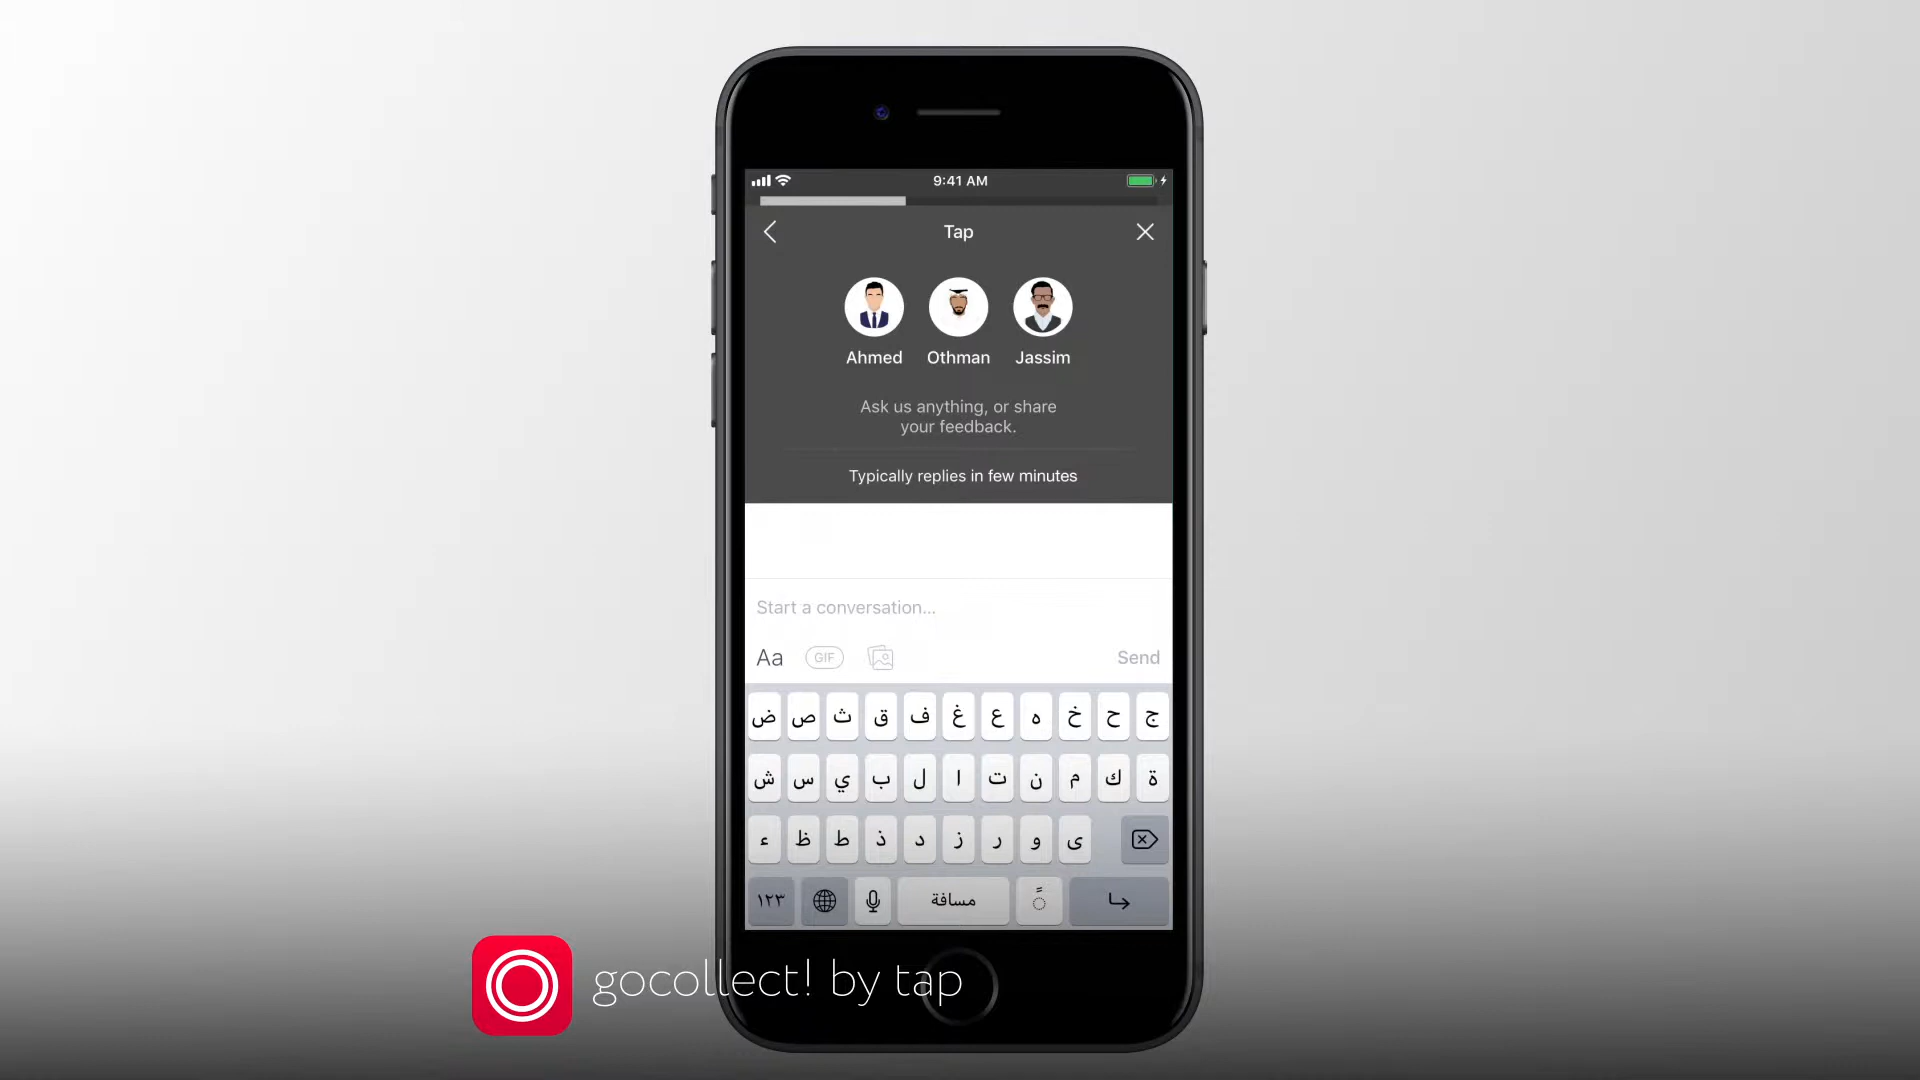 9:41 AM
Tap
Ahmed Othman Jassim
Ask us anything, or share
your feedback.
Typically replies in few minutes
Start a conversation...
Aa GIF Send
ض ص ث ق ف غ ع ه خ ح ج
ش س ي ب ل ا ت ن م ك ة
ء ظ ط ذ د ز ر و ى
١٢٣ مسافة
gocollect! by tap